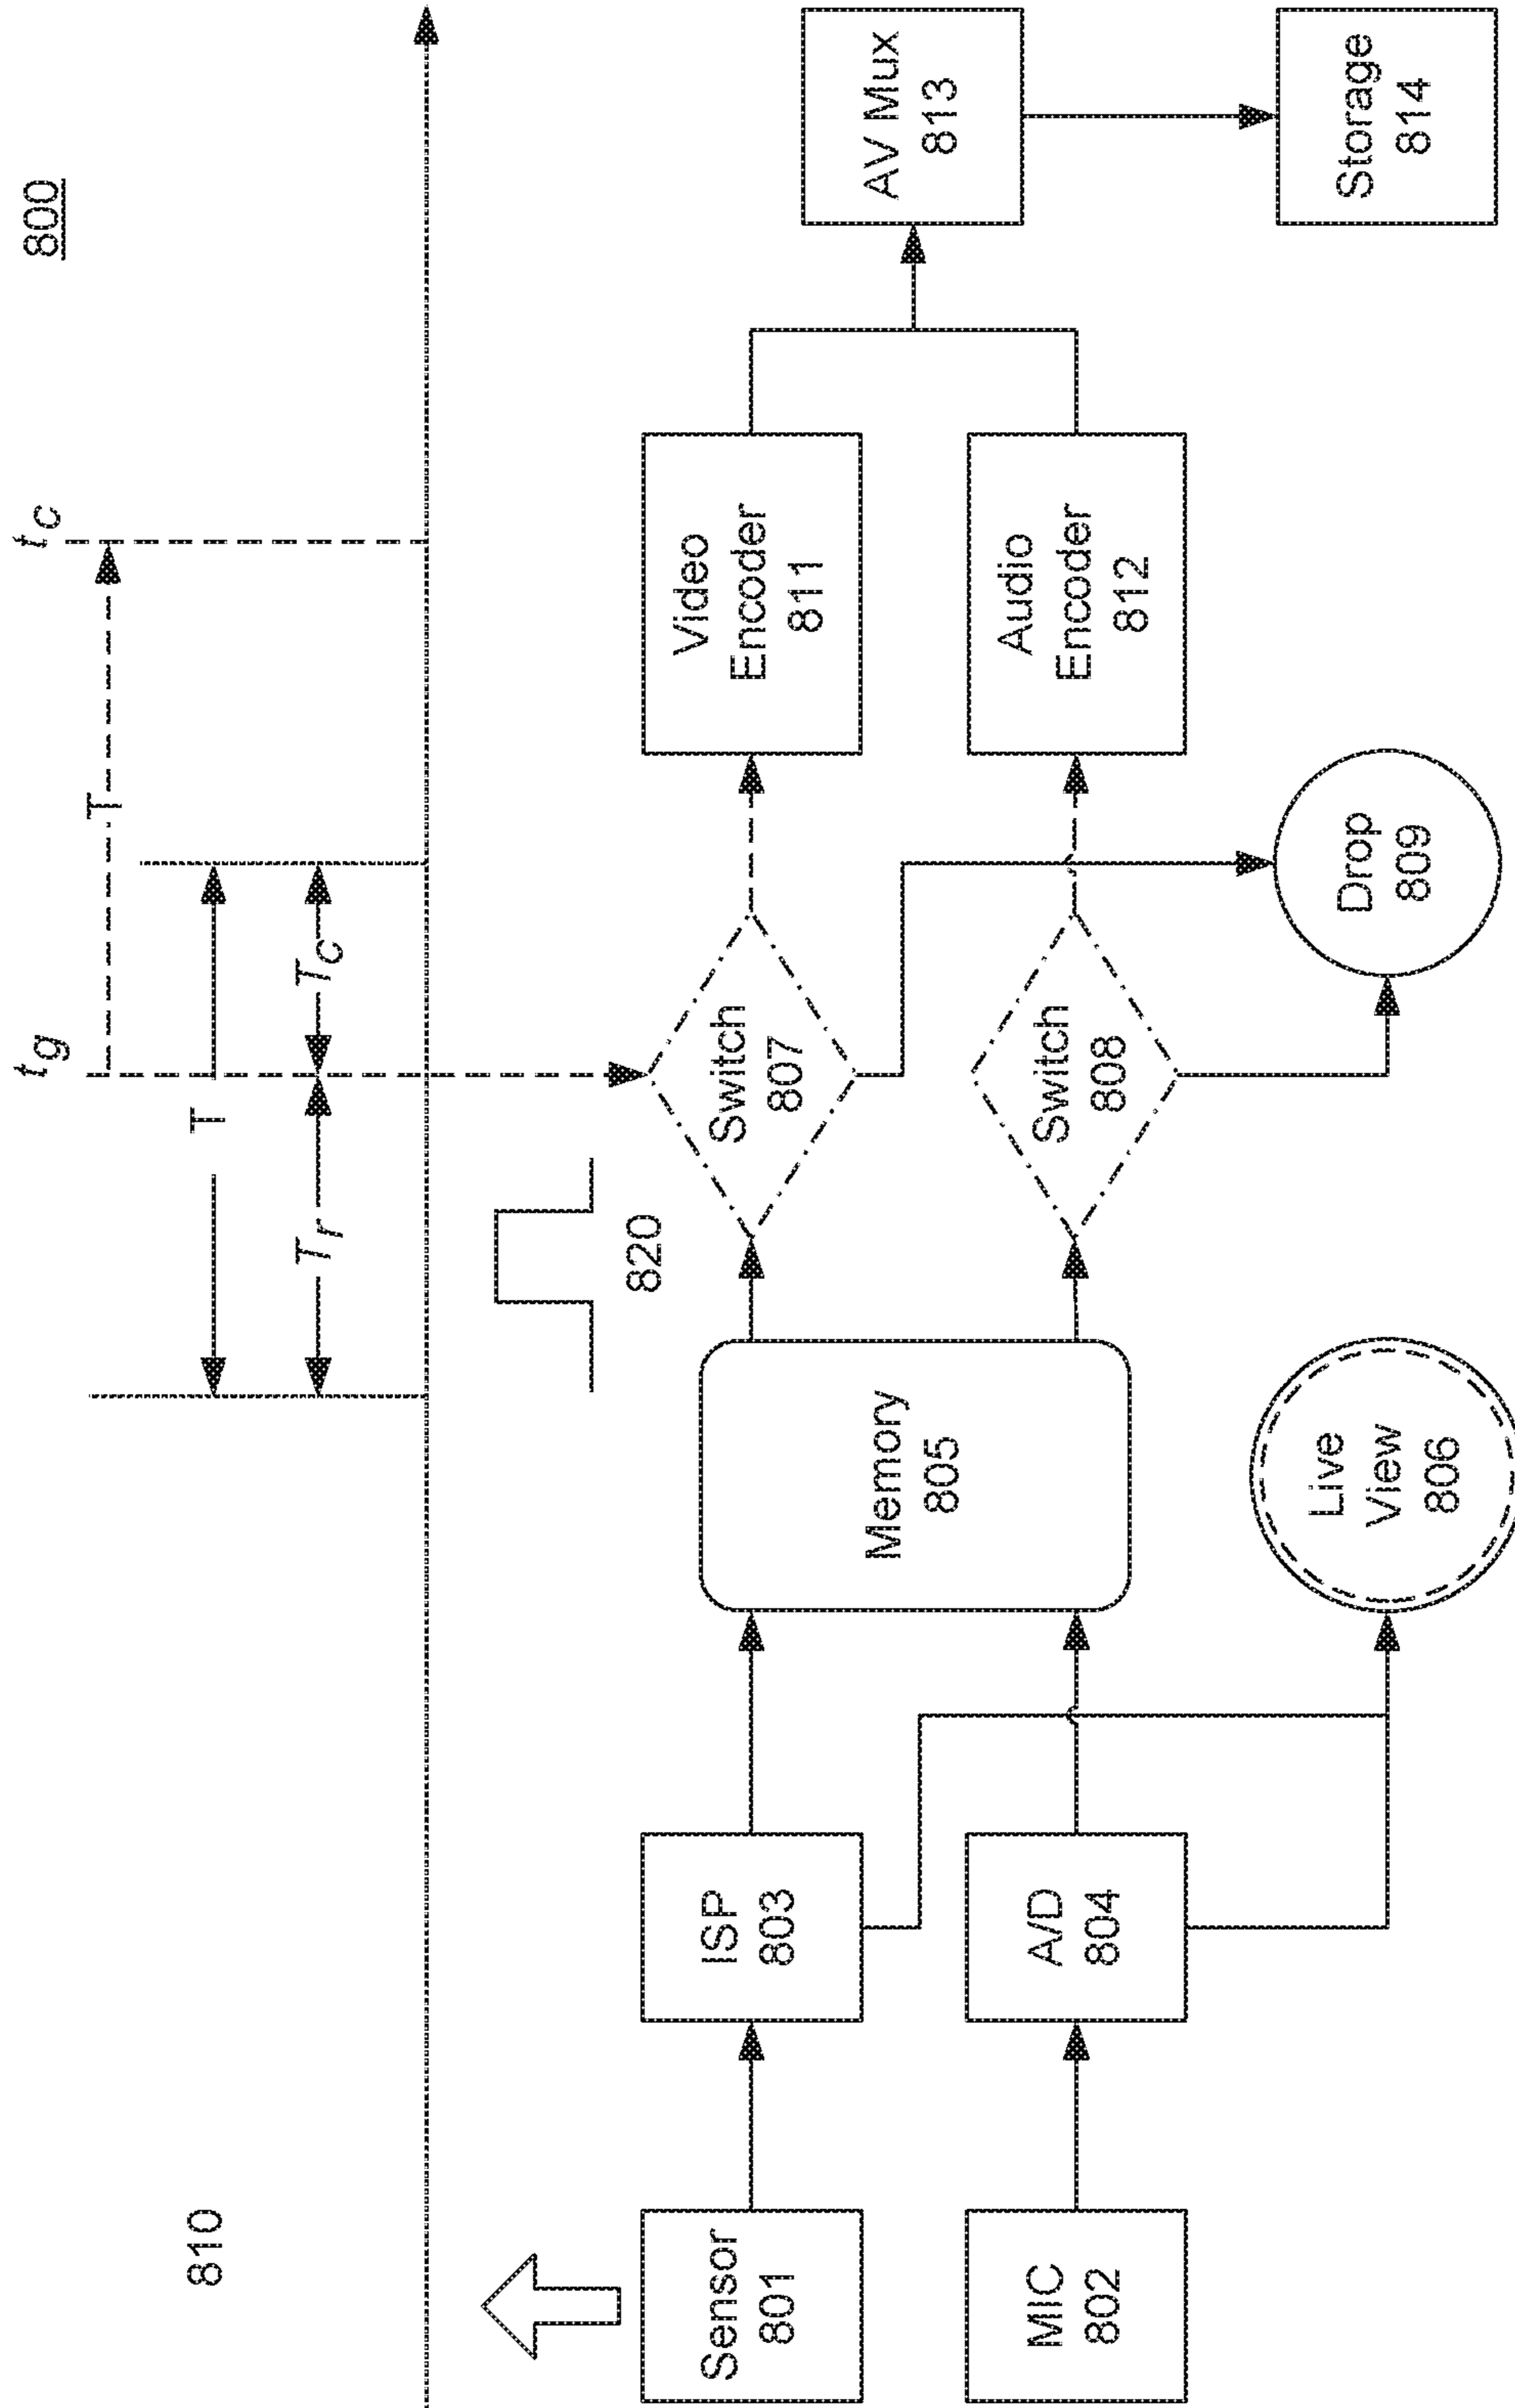 800
810
t_g
t_c
T
T
T_r
T_c
820
Sensor
801
ISP
803
Memory
805
Switch
807
Video
Encoder
811
AV Mux
813
MIC
802
A/D
804
Switch
808
Audio
Encoder
812
Live
View
806
Drop
809
Storage
814